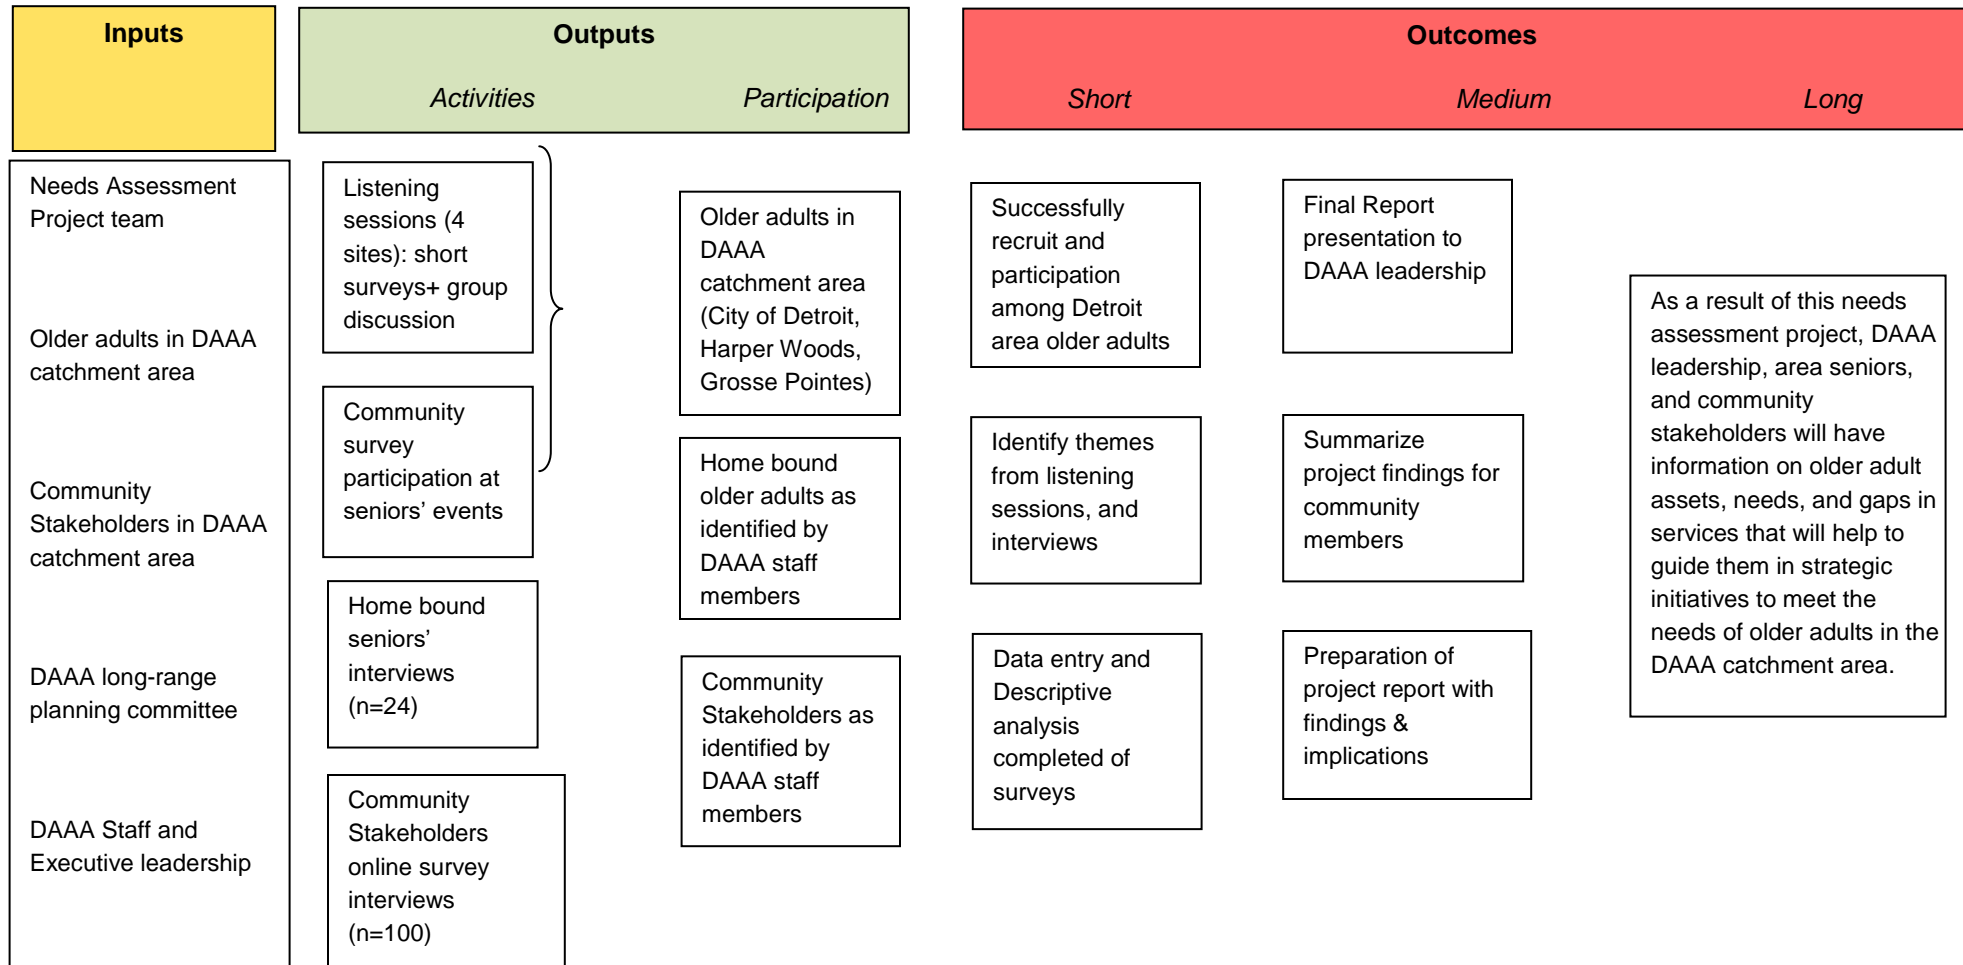 Inputs
Outputs
Activities
Participation
Outcomes
Short
Medium
Long
Needs Assessment
Project team
Older adults in DAAA
catchment area
Community
Stakeholders in DAAA
catchment area
DAAA long-range
planning committee
DAAA Staff and
Executive leadership
Listening
sessions (4
sites): short
surveys+ group
discussion
Community
survey
participation at
seniors’ events
Home bound
seniors’
interviews
(n=24)
Community
Stakeholders
online survey
interviews
(n=100)
Older adults in
DAAA
catchment area
(City of Detroit,
Harper Woods,
Grosse Pointes)
Home bound
older adults as
identified by
DAAA staff
members
Community
Stakeholders as
identified by
DAAA staff
members
Successfully
recruit and
participation
among Detroit
area older adults
Identify themes
from listening
sessions, and
interviews
Data entry and
Descriptive
analysis
completed of
surveys
Final Report
presentation to
DAAA leadership
Summarize
project findings for
community
members
Preparation of
project report with
findings &
implications
As a result of this needs
assessment project, DAAA
leadership, area seniors,
and community
stakeholders will have
information on older adult
assets, needs, and gaps in
services that will help to
guide them in strategic
initiatives to meet the
needs of older adults in the
DAAA catchment area.